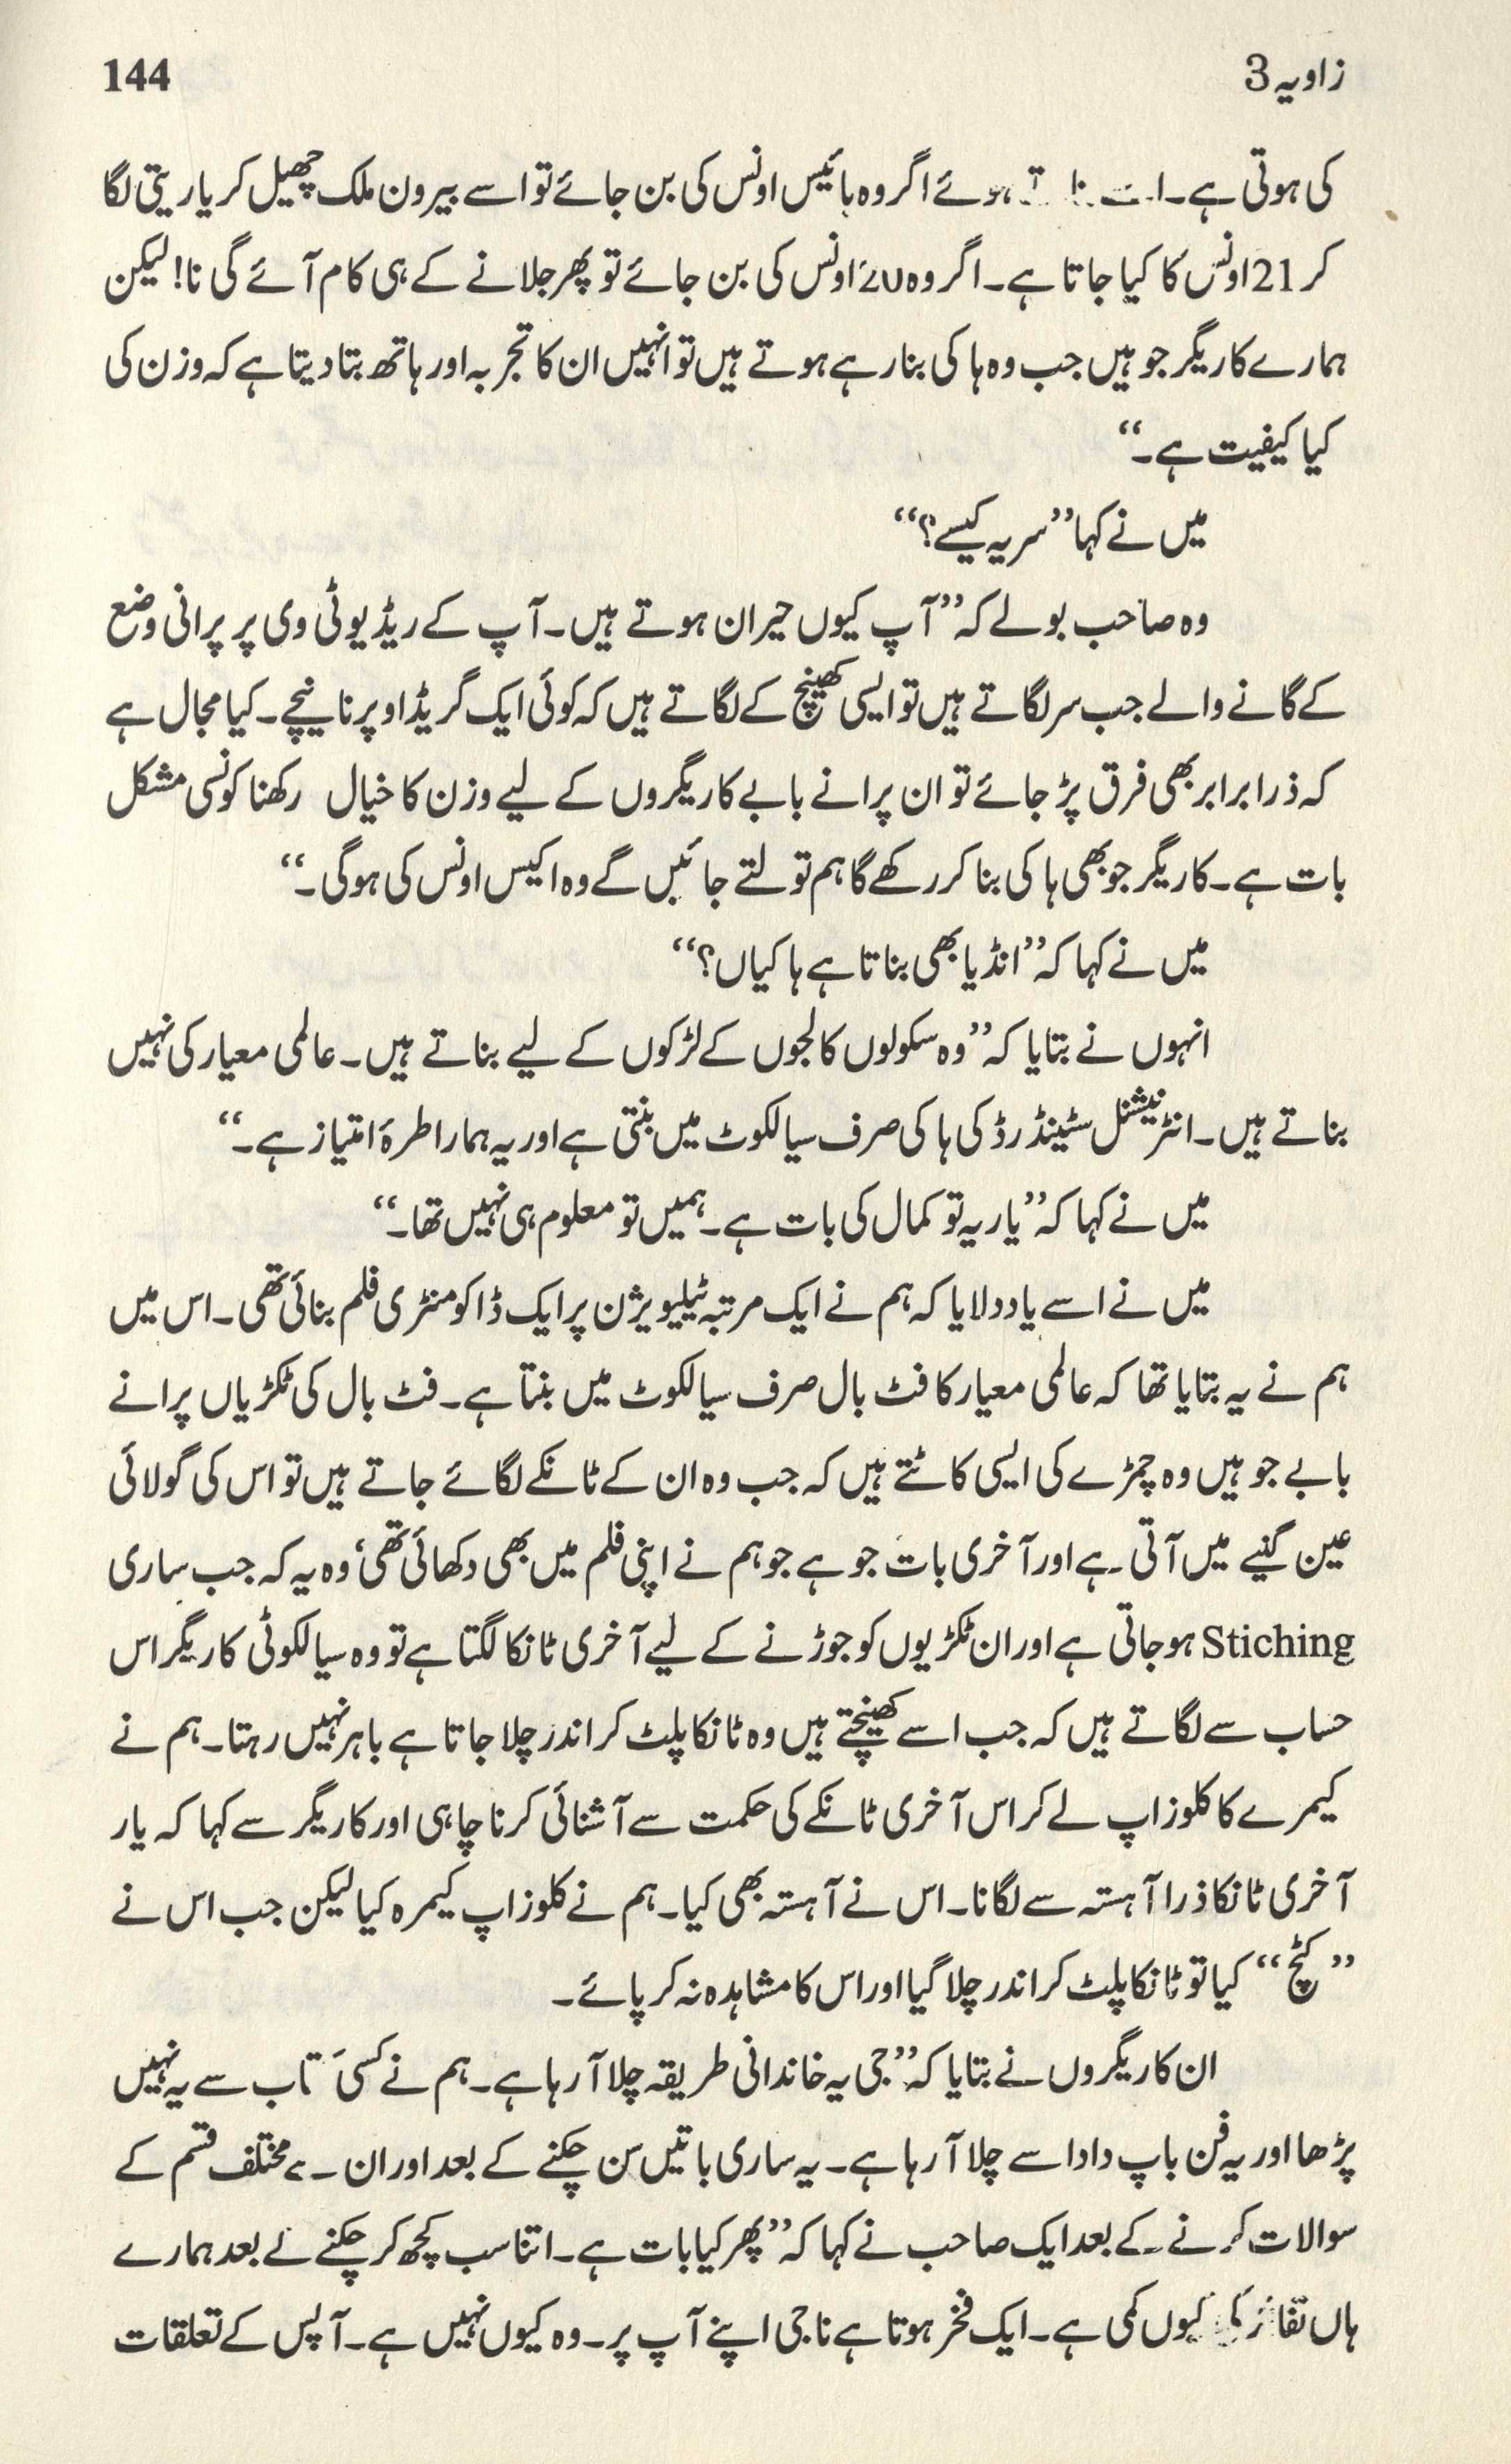 زاویہ 3
144
کی ہوتی ہے۔ ہوئے اگر وہ بائیس اونس کی بن جائے تو اسے بیرون ملک چھیل کر یا ریتی لگا
کر 21 اونس کا کیا جاتا ہے۔ اگر وہ 20 اونس کی بن جائے تو پھر جلانے کے ہی کام آئے گی نا! لیکن
ہمارے کاریگر جو ہیں جب وہ ہاکی بنا رہے ہوتے ہیں تو انہیں ان کا تجربہ اور ہاتھ بتا دیتا ہے کہ وزن کی
کیا کیفیت ہے۔“
میں نے کہا ”سر یہ کیسے؟“
وہ صاحب بولے کہ ”آپ کیوں حیران ہوتے ہیں۔ آپ کے ریڈیو ٹی وی پر پرانی وضع
کے گانے والے جب سر لگاتے ہیں تو ایسی کھینچ کے لگاتے ہیں کہ کوئی ایک گریڈ اوپر نا نیچے۔ کیا مجال ہے
کہ ذرا برابر بھی فرق پڑ جائے تو ان پرانے بابے کاریگروں کے لیے وزن کا خیال رکھنا کونسی مشکل
بات ہے۔ کاریگر جو بھی ہاکی بنا کر رکھے گا ہم تولتے جائیں گے وہ اکیس اونس کی ہوگی۔“
میں نے کہا کہ ”انڈیا بھی بناتا ہے ہاکیاں؟“
انہوں نے بتایا کہ ”وہ سکولوں کالجوں کے لڑکوں کے لیے بناتے ہیں۔ عالمی معیار کی نہیں
بناتے ہیں۔ انٹرنیشنل سٹینڈرڈ کی ہاکی صرف سیالکوٹ میں بنتی ہے اور یہ ہمارا طرۂ امتیاز ہے۔“
میں نے کہا کہ ”یار یہ تو کمال کی بات ہے۔ ہمیں تو معلوم ہی نہیں تھا۔“
میں نے اسے یاد دلایا کہ ہم نے ایک مرتبہ ٹیلیویژن پر ایک ڈاکومنٹری فلم بنائی تھی۔ اس میں
ہم نے یہ بتایا تھا کہ عالمی معیار کا فٹ بال صرف سیالکوٹ میں بنتا ہے۔ فٹ بال کی ٹکڑیاں پرانے
بابے جو ہیں وہ چمڑے کی ایسی کاٹتے ہیں کہ جب وہ ان کے ٹانکے لگائے جاتے ہیں تو اس کی گولائی
عین گنیے میں آتی ہے اور آخری بات جو ہے جو ہم نے اپنی فلم میں بھی دکھائی تھی، وہ یہ کہ جب ساری
Stiching ہو جاتی ہے اور ان ٹکڑیوں کو جوڑنے کے لیے آخری ٹانکا لگتا ہے تو وہ سیالکوٹی کاریگر اس
حساب سے لگاتے ہیں کہ جب اسے کھینچتے ہیں وہ ٹانکا پلٹ کر اندر چلا جاتا ہے باہر نہیں رہتا۔ ہم نے
کیمرے کا کلوز اپ لے کر اس آخری ٹانکے کی حکمت سے آشنائی کرنا چاہی اور کاریگر سے کہا کہ یار
آخری ٹانکا ذرا آہستہ سے لگانا۔ اس نے آہستہ بھی کیا۔ ہم نے کلوز اپ کیمرہ کیا لیکن جب اس نے
”کٹچ“ کیا تو ٹانکا پلٹ کر اندر چلا گیا اور اس کا مشاہدہ نہ کر پائے۔
ان کاریگروں نے بتایا کہ ”جی یہ خاندانی طریقہ چلا آ رہا ہے۔ ہم نے کسی کتاب سے یہ نہیں
پڑھا اور یہ فن باپ دادا سے چلا آ رہا ہے۔ یہ ساری باتیں سن چکنے کے بعد اور ان سے مختلف قسم کے
سوالات کرنے کے بعد ایک صاحب نے کہا کہ ”پھر کیا بات ہے۔ اتنا سب کچھ کر چکنے کے بعد ہمارے
ہاں تفاخر کی کیوں کمی ہے۔ ایک فخر ہوتا ہے نا جی اپنے آپ پر۔ وہ کیوں نہیں ہے۔ آپس کے تعلقات